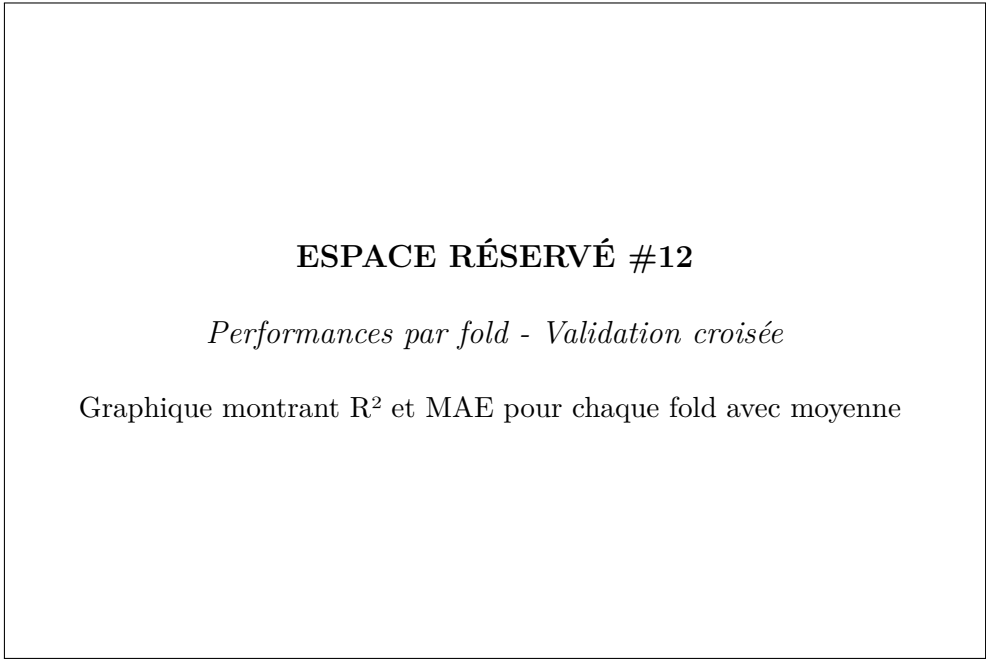 ESPACE RÉSERVÉ #12
Performances par fold - Validation croisée
Graphique montrant R² et MAE pour chaque fold avec moyenne